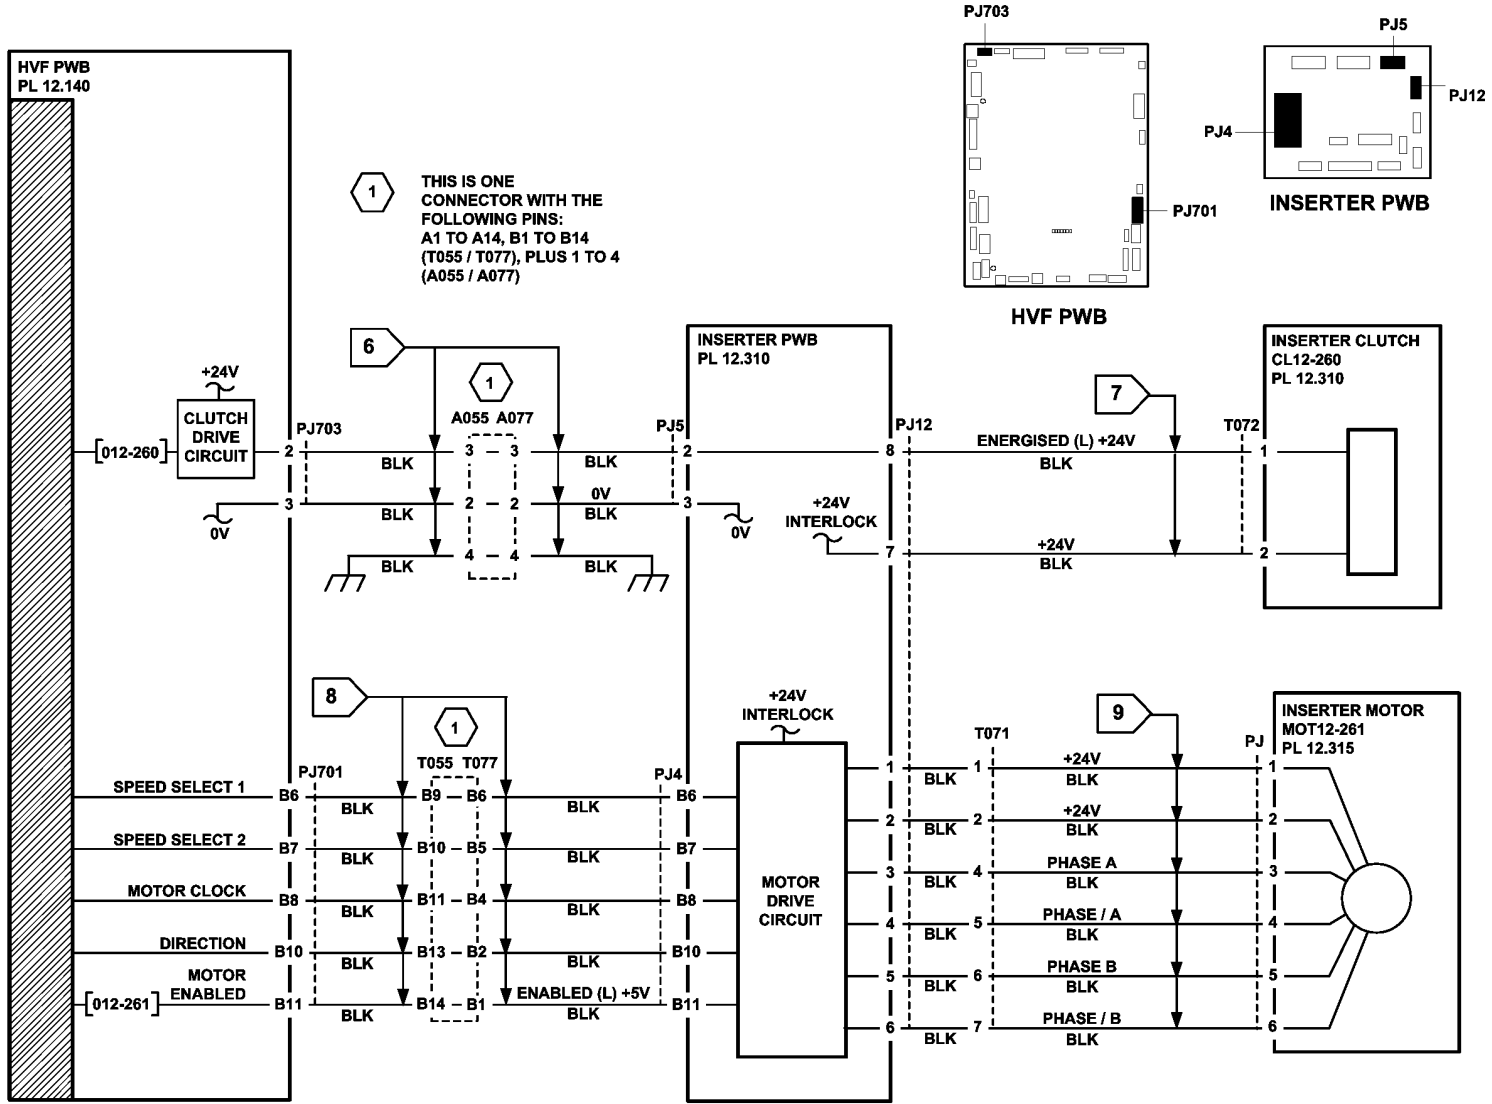 PJ703
PJ701
HVF PWB
PJ5
PJ12
PJ4
INSERTER PWB
HVF PWB
PL 12.140
1
THIS IS ONE
CONNECTOR WITH THE
FOLLOWING PINS:
A1 TO A14, B1 TO B14
(T055 / T077), PLUS 1 TO 4
(A055 / A077)
+24V
CLUTCH
DRIVE
CIRCUIT
[012-260]
0V
PJ703
2
3
6
1
A055 A077
BLK 3 – 3 BLK
0V
BLK 2 – 2 BLK
BLK 4 – 4 BLK
PJ5
2
3
INSERTER PWB
PL 12.310
0V
+24V
INTERLOCK
PJ12
8
7
7
ENERGISED (L) +24V
BLK
+24V
BLK
T072
1
2
INSERTER CLUTCH
CL12-260
PL 12.310
8
1
PJ701
T055 T077
PJ4
SPEED SELECT 1
B6 BLK B9 – B6 BLK B6
SPEED SELECT 2
B7 BLK B10 – B5 BLK B7
MOTOR CLOCK
B8 BLK B11 – B4 BLK B8
DIRECTION
B10 BLK B13 – B2 BLK B10
MOTOR
ENABLED
[012-261]
ENABLED (L) +5V
B11 BLK B14 – B1 BLK B11
+24V
INTERLOCK
MOTOR
DRIVE
CIRCUIT
9
T071
PJ
+24V
1 BLK 1 BLK 1
+24V
2 BLK 2 BLK 2
PHASE A
3 BLK 4 BLK 3
PHASE / A
4 BLK 5 BLK 4
PHASE B
5 BLK 6 BLK 5
PHASE / B
6 BLK 7 BLK 6
INSERTER MOTOR
MOT12-261
PL 12.315